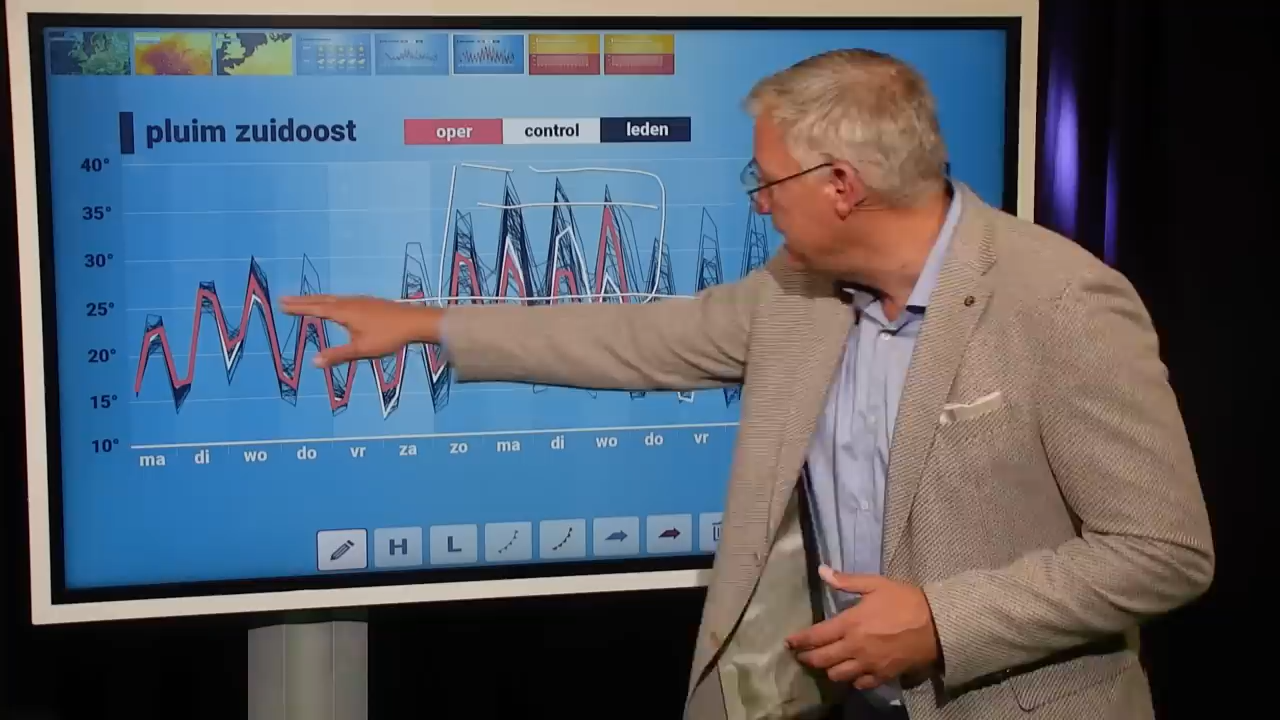 pluim zuidoost
oper control leden
40°
35°
30°
25°
20°
15°
10°
ma di wo do vr za zo ma di wo do vr
H L